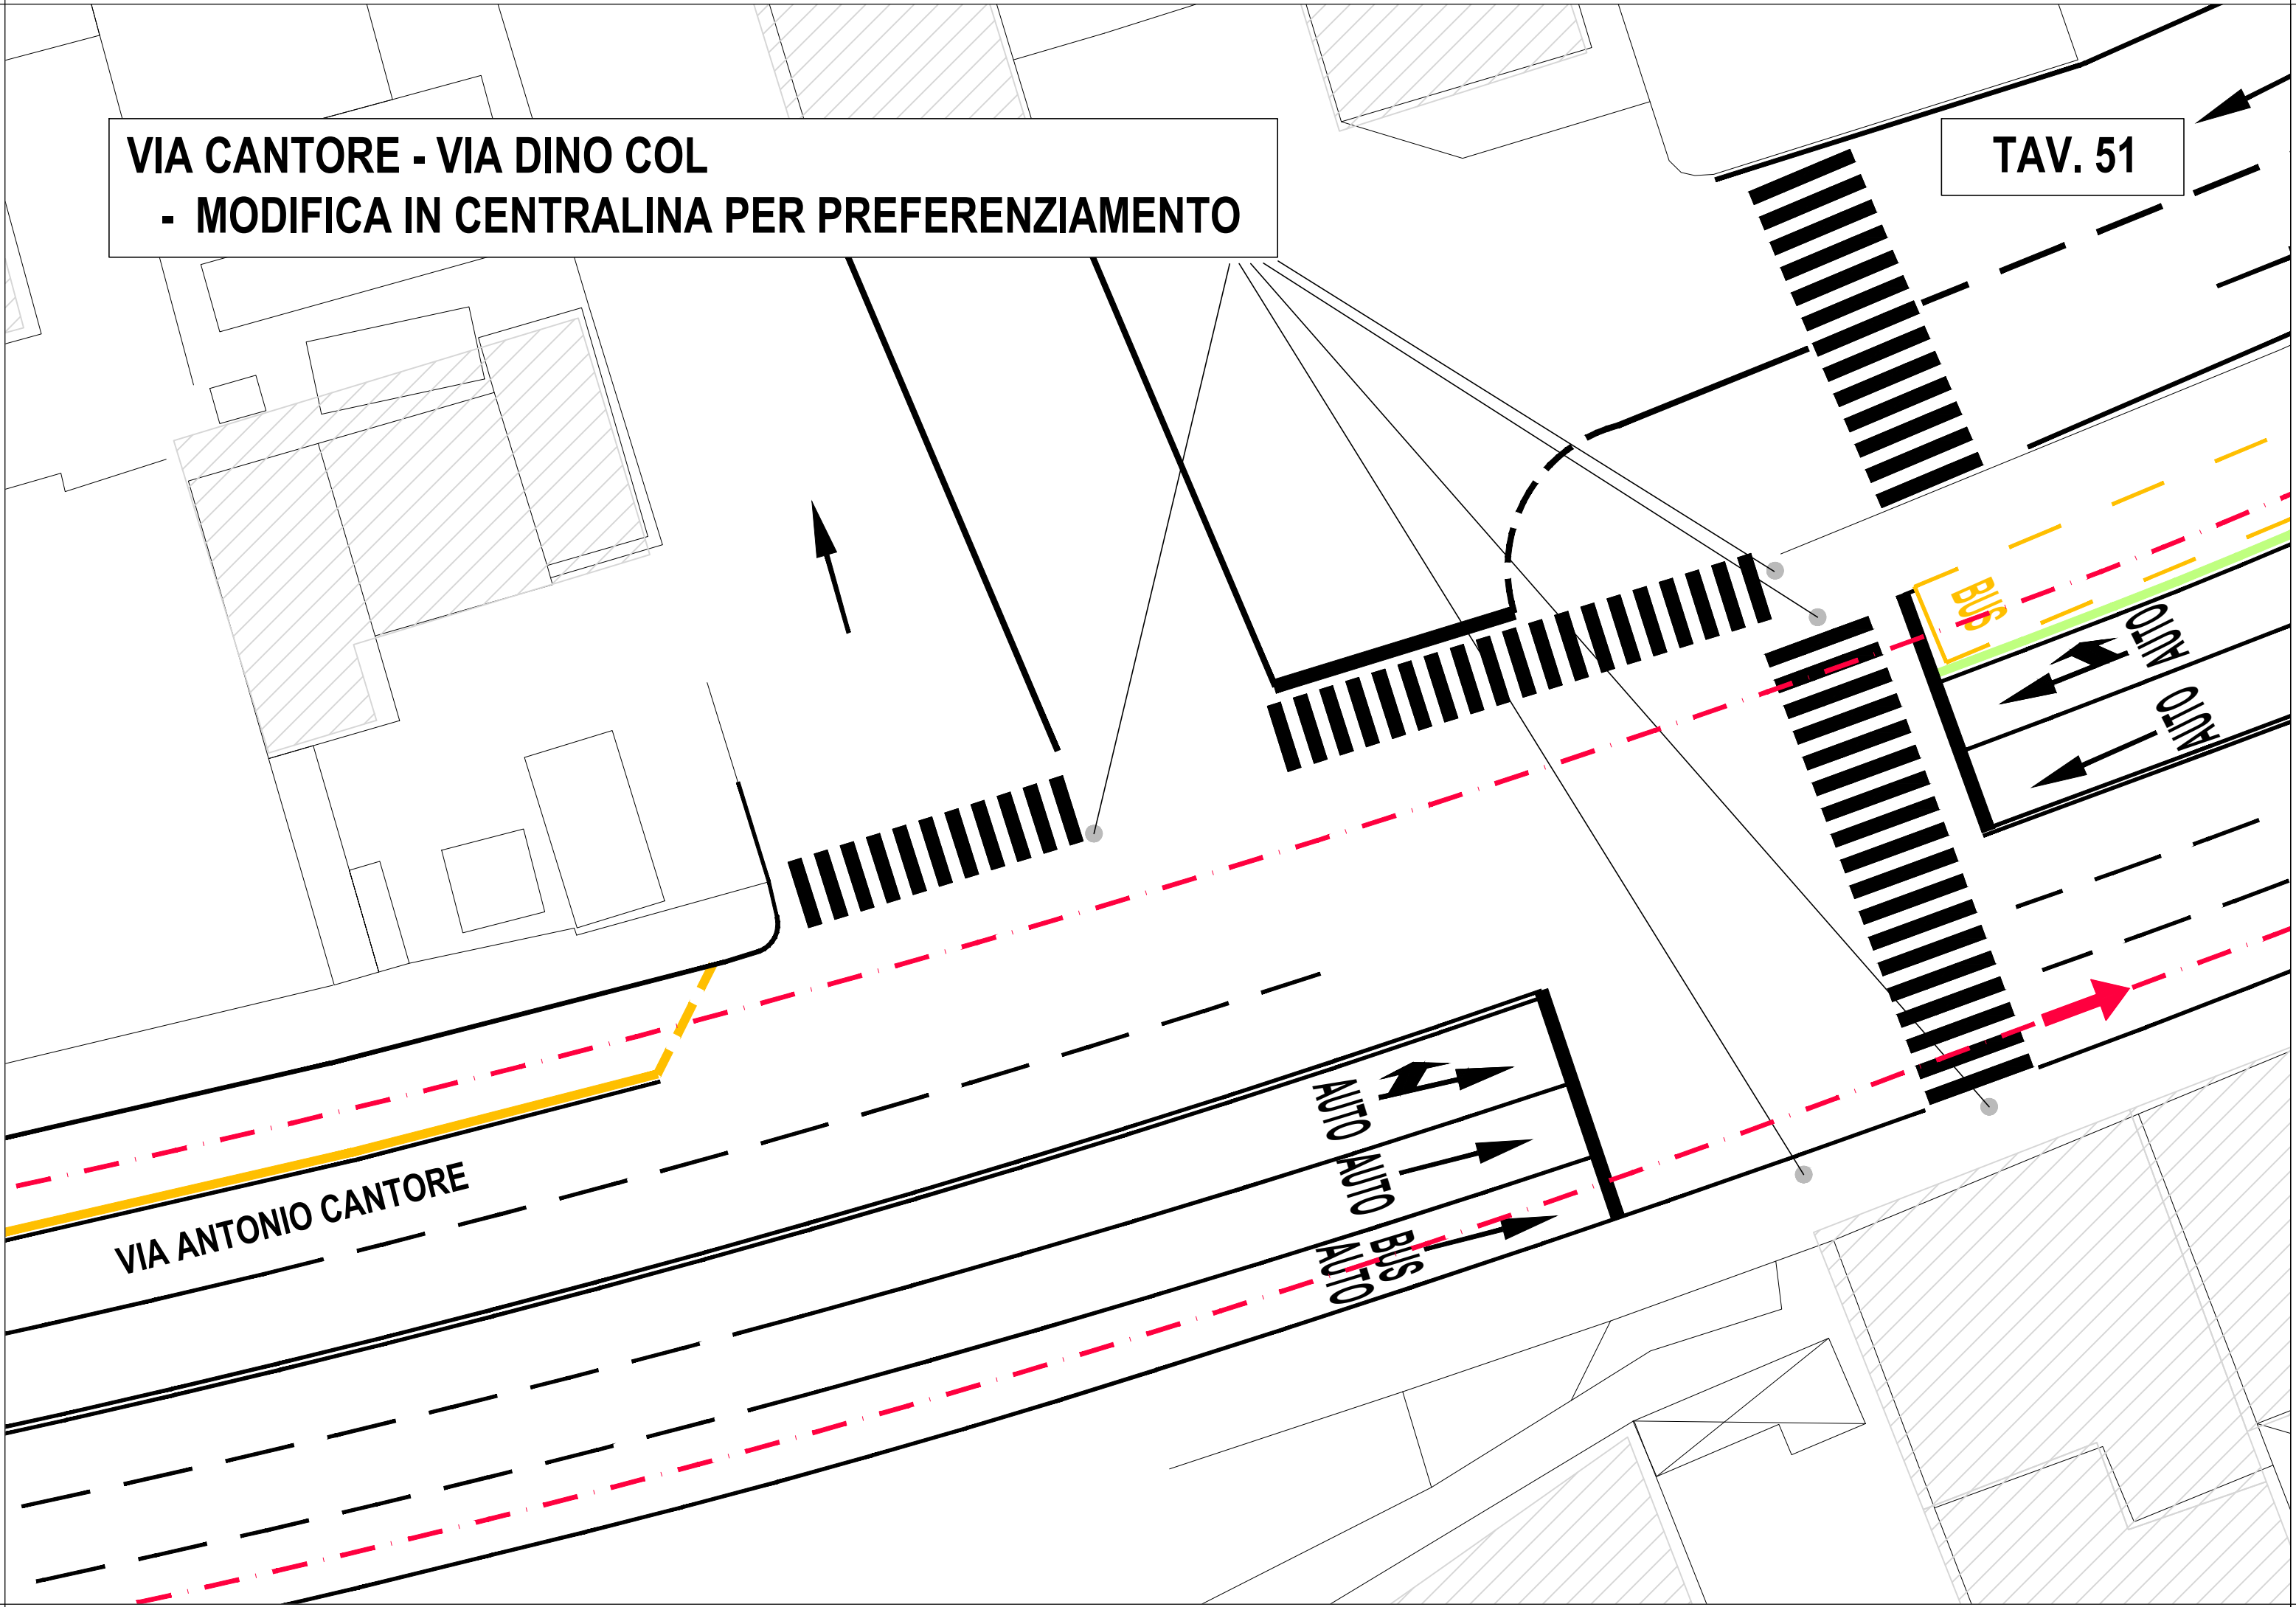 VIA CANTORE - VIA DINO COL
- MODIFICA IN CENTRALINA PER PREFERENZIAMENTO
TAV. 51
BUS
AUTO
AUTO
AUTO
AUTO
BUS
AUTO
VIA ANTONIO CANTORE